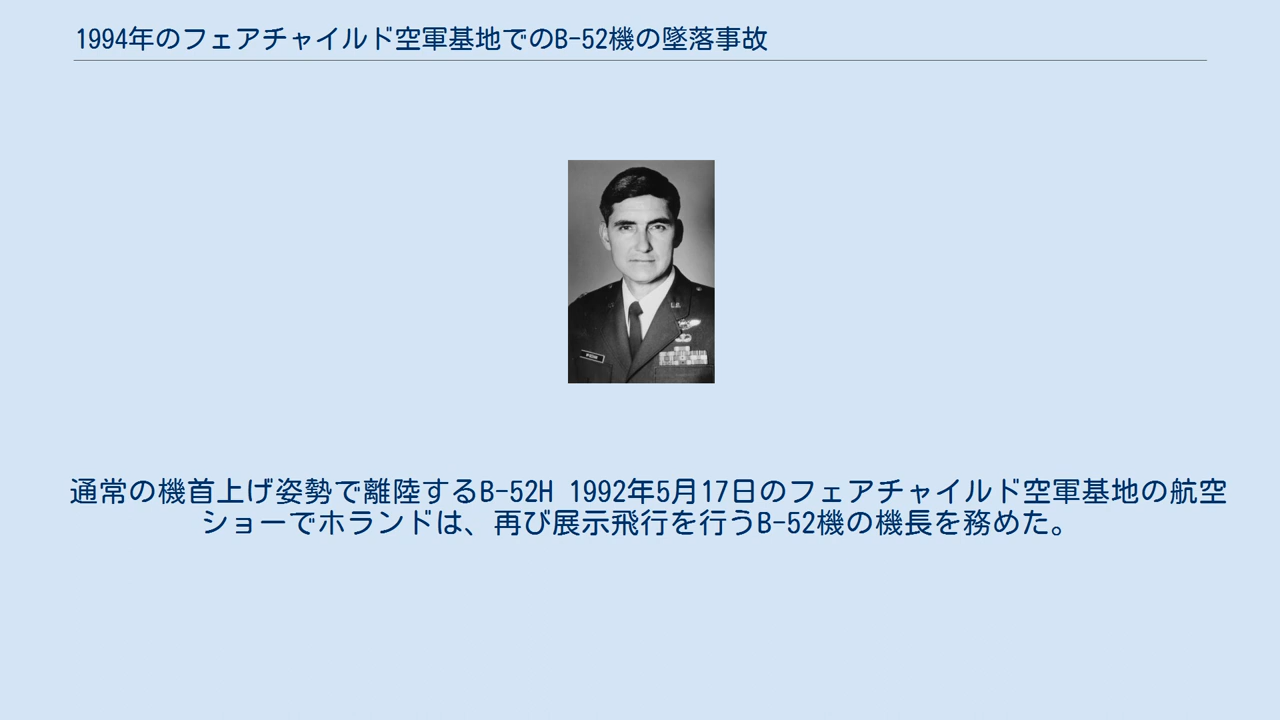 1994年のフェアチャイルド空軍基地でのB-52機の墜落事故
U.S.
通常の機首上げ姿勢で離陸するB-52H 1992年5月17日のフェアチャイルド空軍基地の航空
ショーでホランドは、再び展示飛行を行うB-52機の機長を務めた。